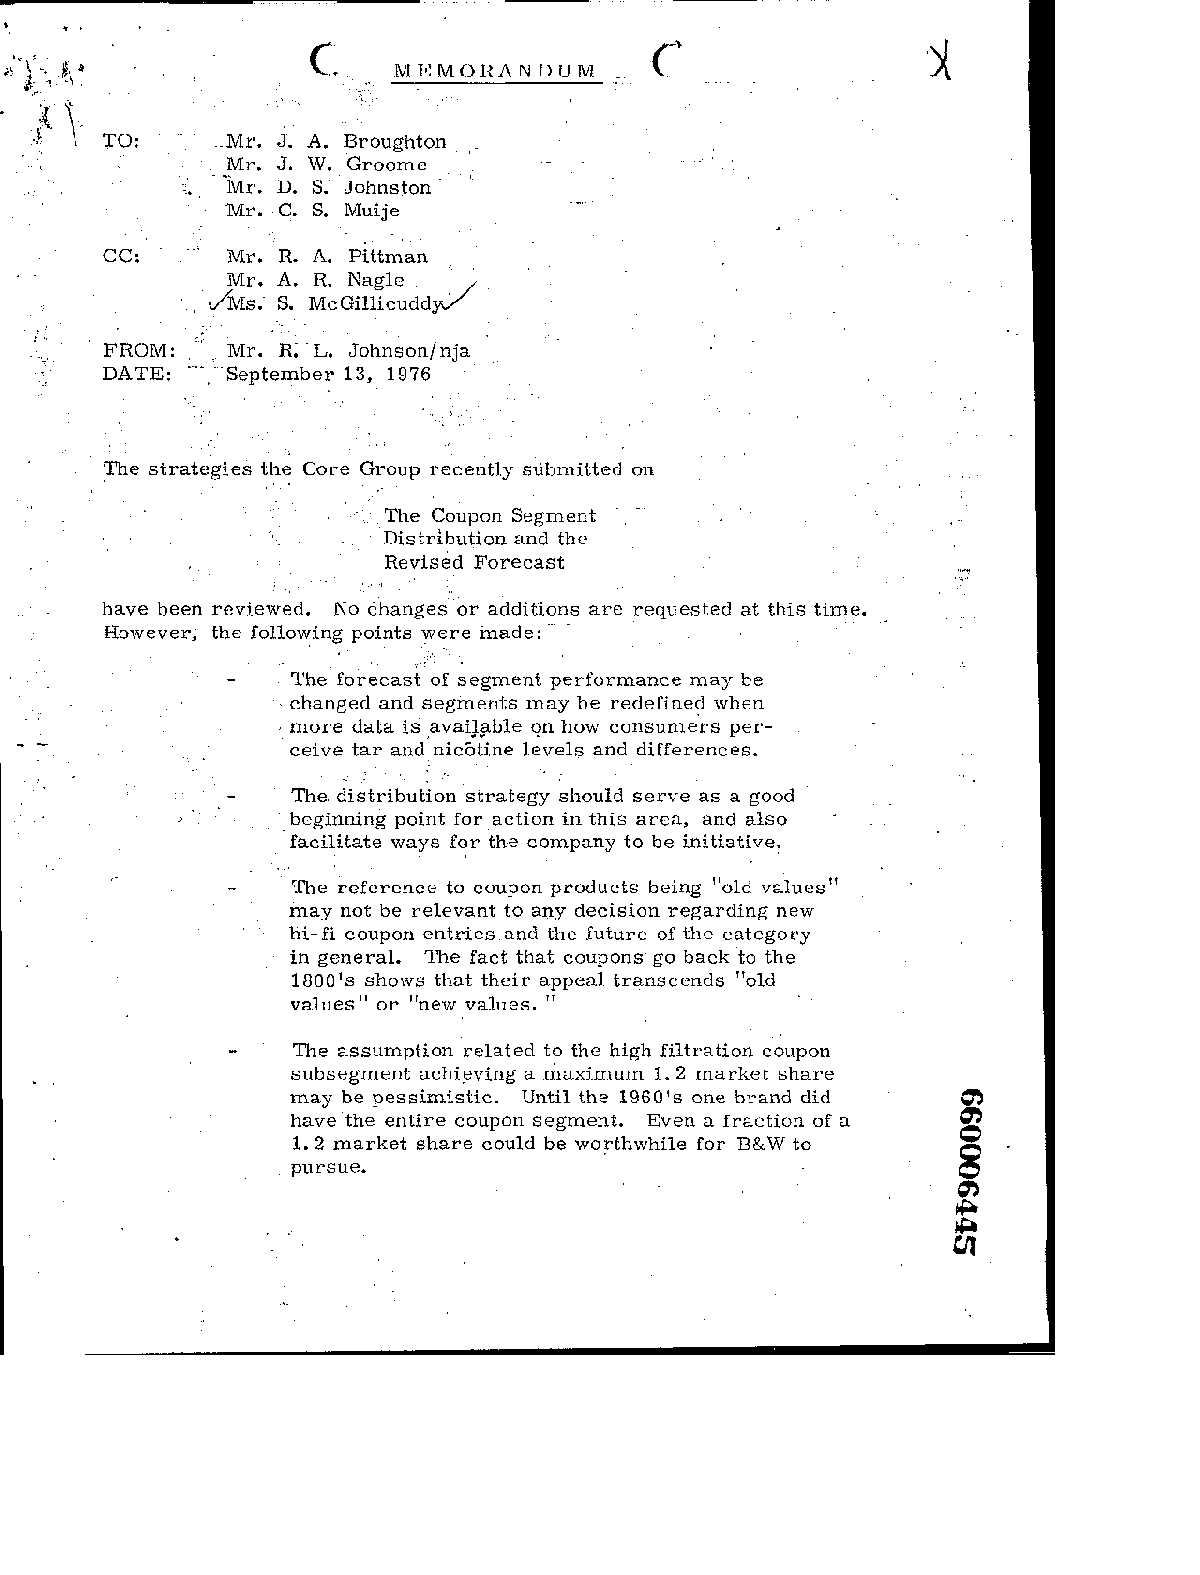 MEMORANDUM
TO: Mr. J. A. Broughton
Mr. J. W. Groome
Mr. D. S. Johnston
Mr. C. S. Muije
CC: Mr. R. A. Pittman
Mr. A. R. Nagle
Ms. S. McGillicuddy
FROM: Mr. R. L. Johnson/nja
DATE: September 13, 1976
The strategies the Core Group recently submitted on
The Coupon Segment
Distribution and the
Revised Forecast
have been reviewed. No changes or additions are requested at this time.
However, the following points were made:
- The forecast of segment performance may be
changed and segments may be redefined when
more data is available on how consumers per-
ceive tar and nicotine levels and differences.
- The distribution strategy should serve as a good
beginning point for action in this area, and also
facilitate ways for the company to be initiative.
- The reference to coupon products being "old values"
may not be relevant to any decision regarding new
hi-fi coupon entries and the future of the category
in general. The fact that coupons go back to the
1800's shows that their appeal transcends "old
values" or "new values."
- The assumption related to the high filtration coupon
subsegment achieving a maximum 1.2 market share
may be pessimistic. Until the 1960's one brand did
have the entire coupon segment. Even a fraction of a
1.2 market share could be worthwhile for B&W to
pursue.
660006445